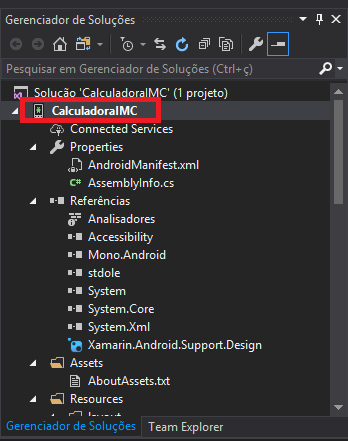 Gerenciador de Soluções
Pesquisar em Gerenciador de Soluções (Ctrl+ç)
Solução 'CalculadoraIMC' (1 projeto)
CalculadoraIMC
Connected Services
Properties
AndroidManifest.xml
AssemblyInfo.cs
Referências
Analisadores
Accessibility
Mono.Android
stdole
System
System.Core
System.Xml
Xamarin.Android.Support.Design
Assets
AboutAssets.txt
Resources
layout
Gerenciador de Soluções Team Explorer